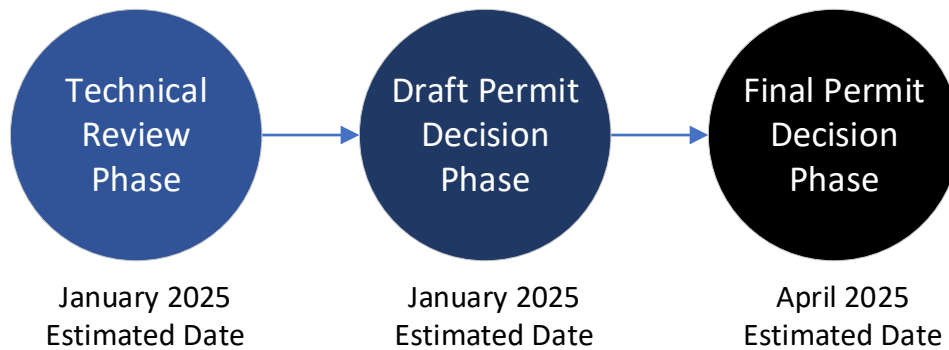 Technical
Review
Phase
Draft Permit
Decision
Phase
Final Permit
Decision
Phase
January 2025
Estimated Date
January 2025
Estimated Date
April 2025
Estimated Date